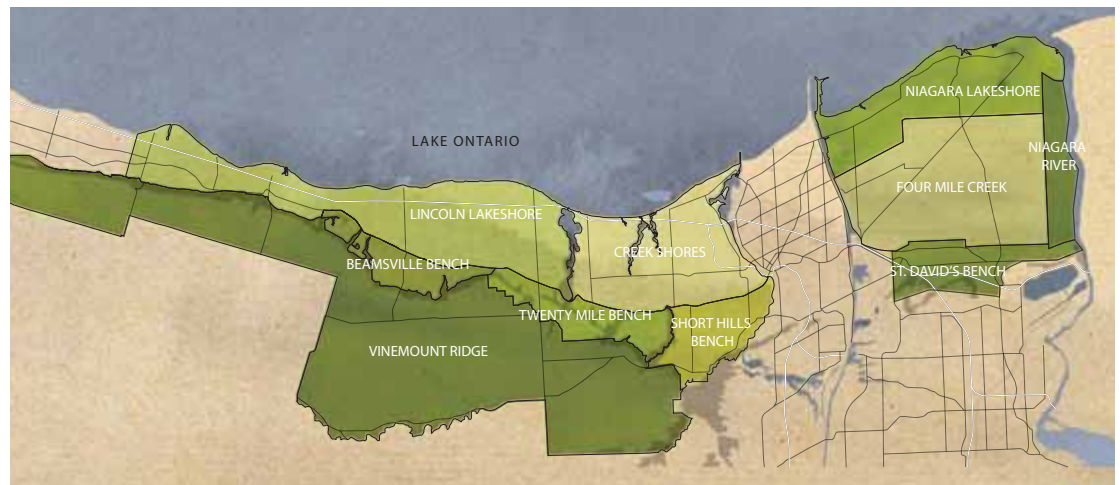 NIAGARA LAKESHORE
LAKE ONTARIO
NIAGARA
RIVER
FOUR MILE CREEK
LINCOLN LAKESHORE
CREEK SHORES
BEAMSVILLE BENCH
ST. DAVID'S BENCH
TWENTY MILE BENCH
SHORT HILLS
BENCH
VINEMOUNT RIDGE